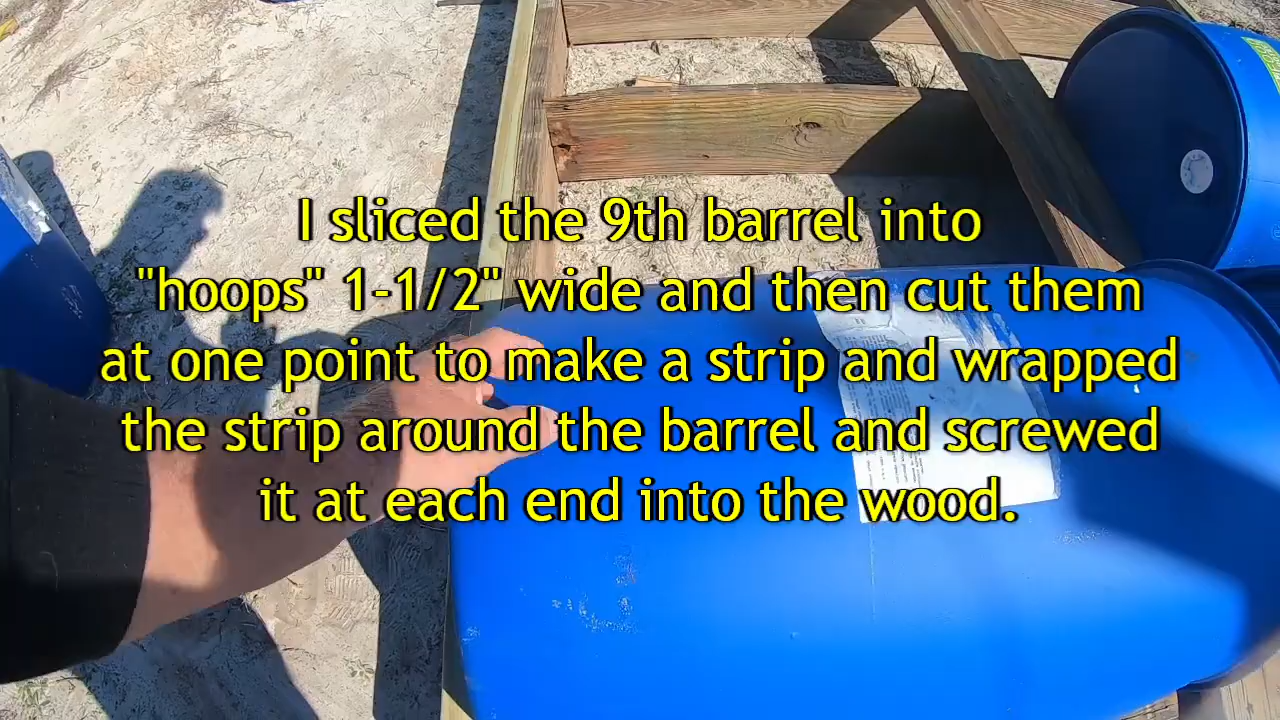 I sliced the 9th barrel into
"hoops" 1-1/2" wide and then cut them
at one point to make a strip and wrapped
the strip around the barrel and screwed
it at each end into the wood.